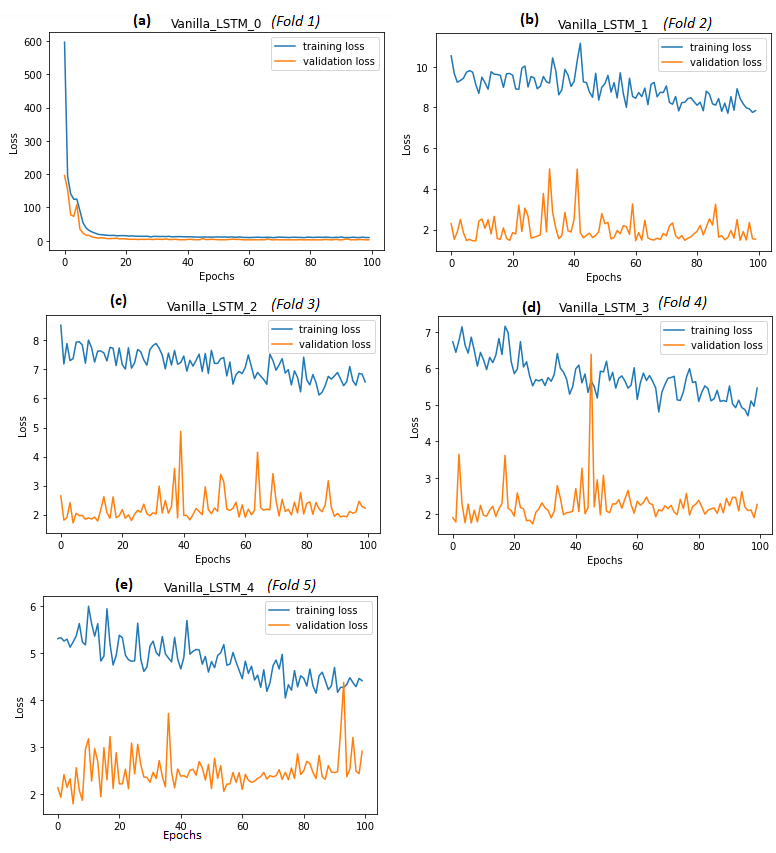 (a) Vanilla_LSTM_0 (Fold 1)
training loss
validation loss
600
500
400
300
200
100
0
Loss
0 20 40 60 80 100
Epochs
(b) Vanilla_LSTM_1 (Fold 2)
training loss
validation loss
10
8
6
4
2
Loss
0 20 40 60 80 100
Epochs
(c) Vanilla_LSTM_2 (Fold 3)
training loss
validation loss
8
7
6
5
4
3
2
Loss
0 20 40 60 80 100
Epochs
(d) Vanilla_LSTM_3 (Fold 4)
training loss
validation loss
7
6
5
4
3
2
Loss
0 20 40 60 80 100
Epochs
(e) Vanilla_LSTM_4 (Fold 5)
training loss
validation loss
6
5
4
3
2
Loss
0 20 40 60 80 100
Epochs